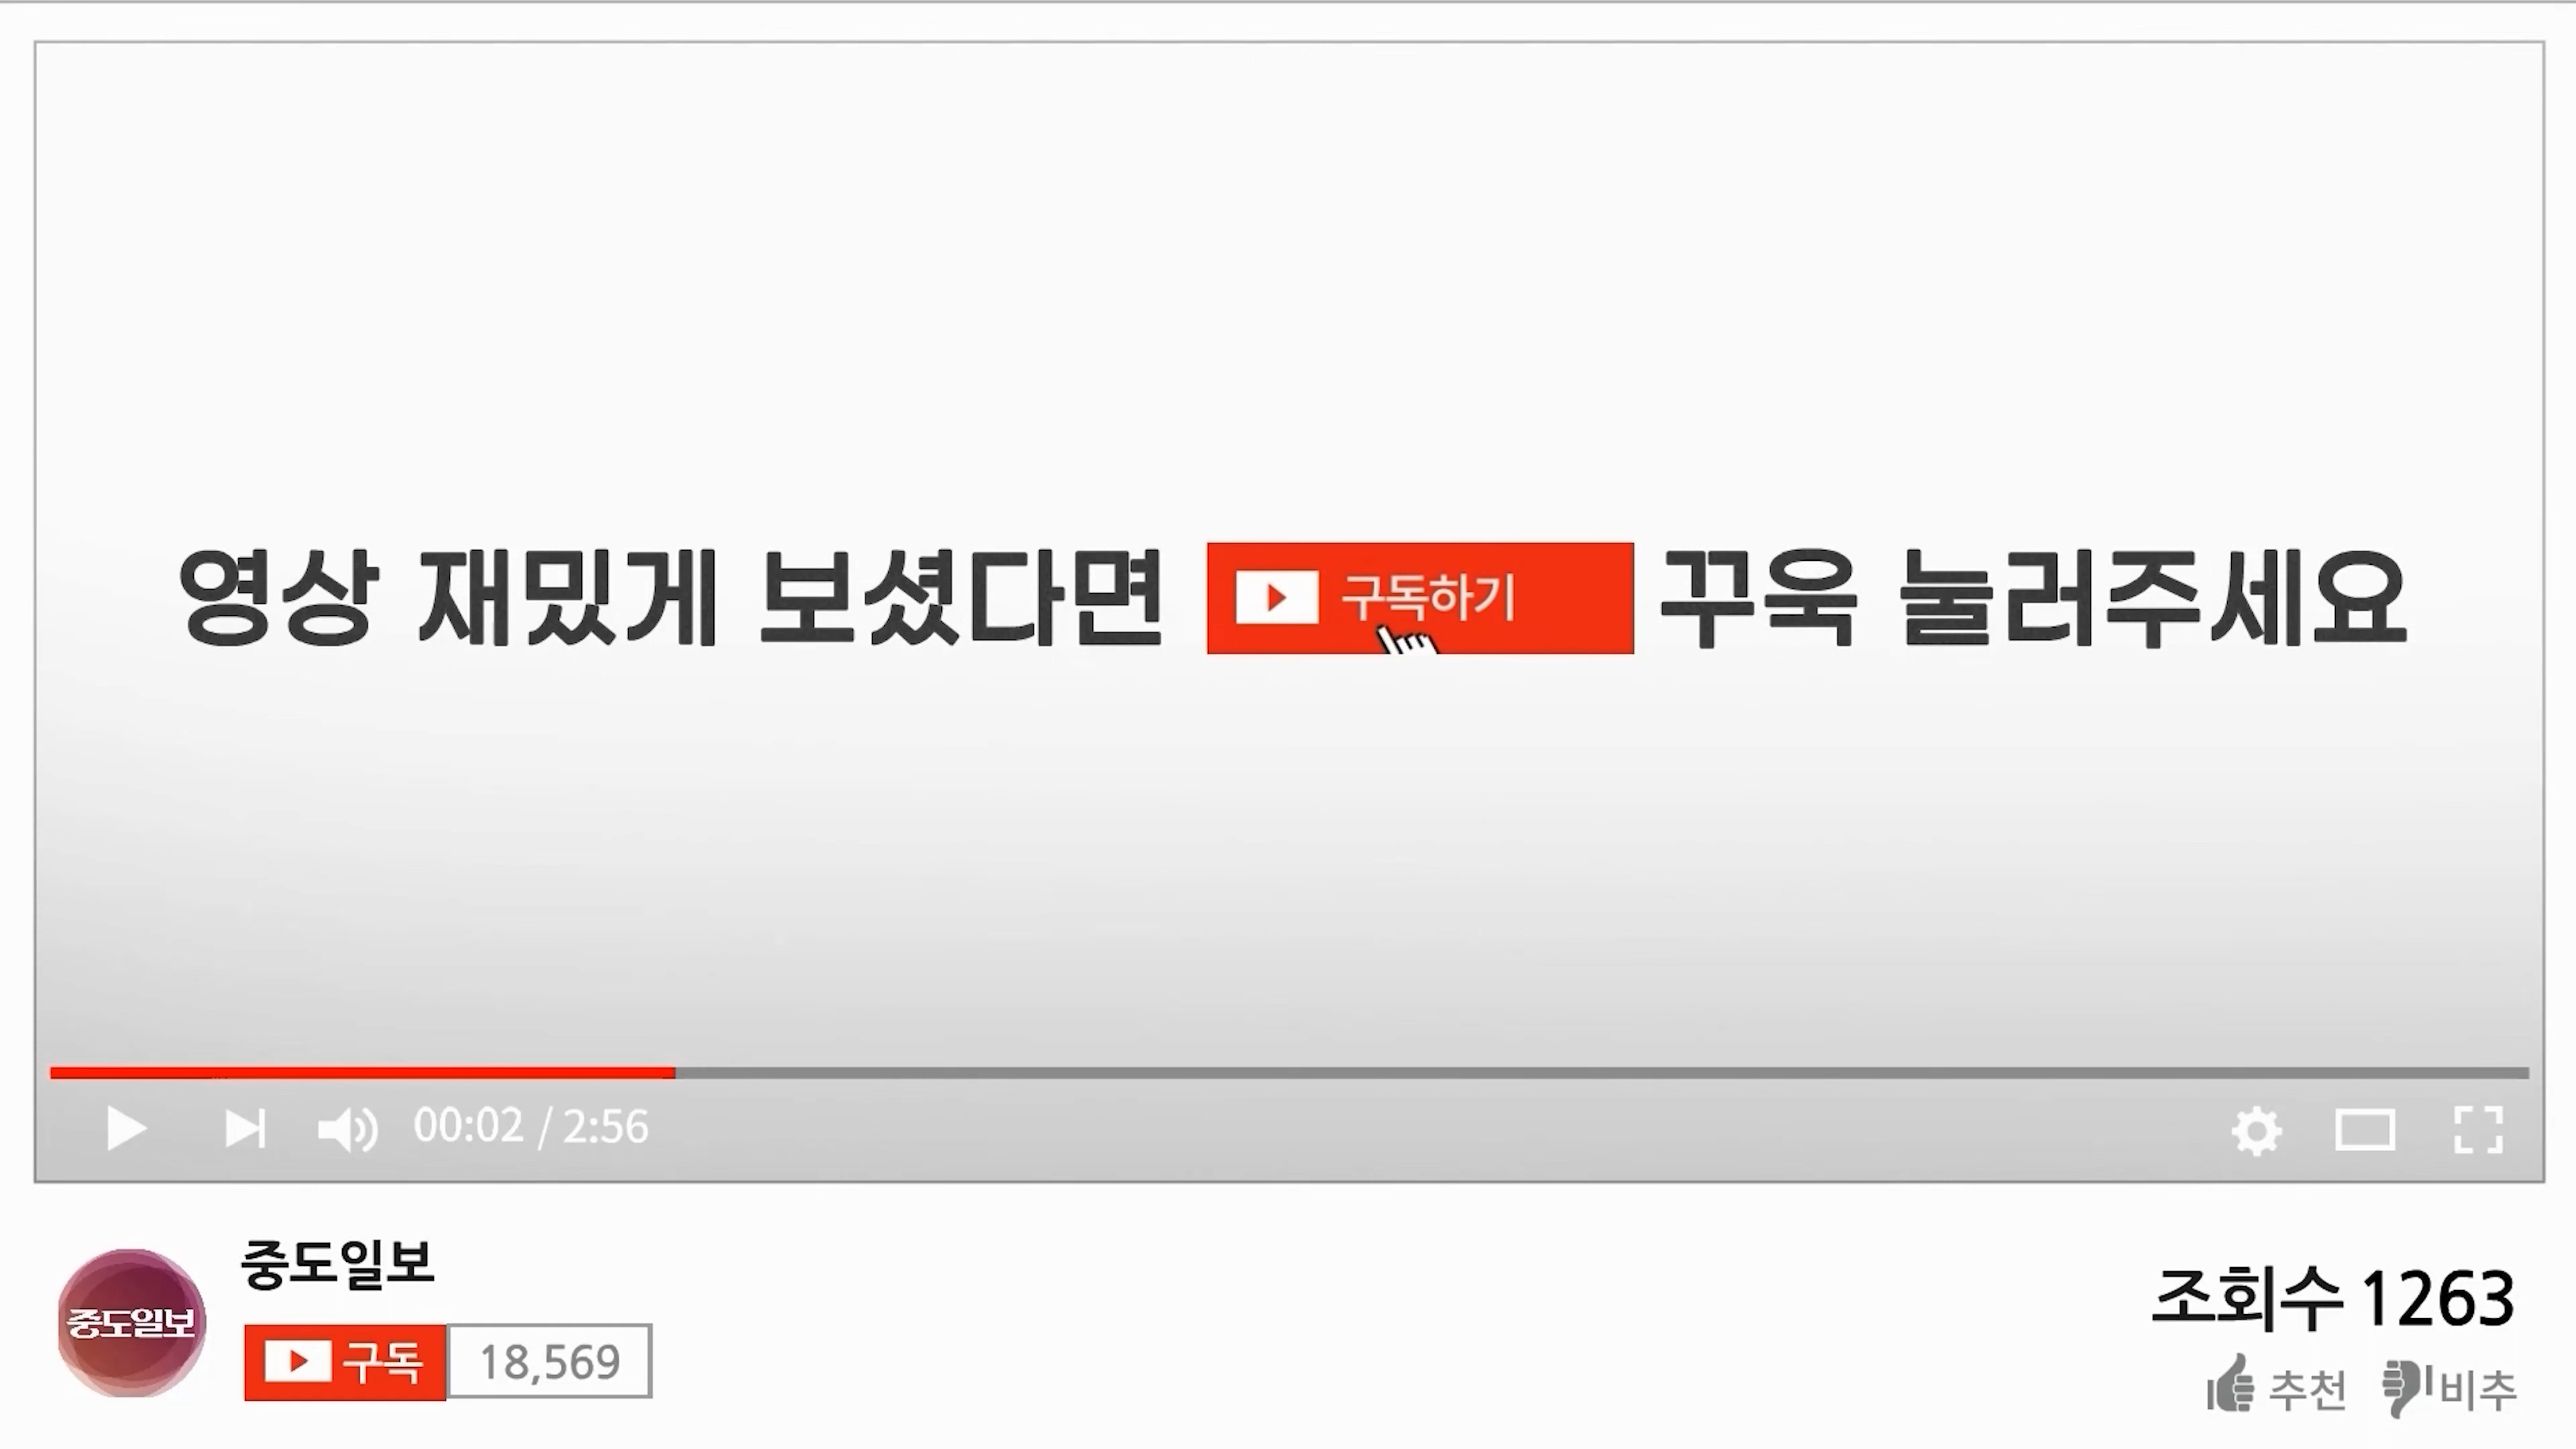 영상 재밌게 보셨다면 구독하기 꾸욱 눌러주세요
00:02 / 2:56
중도일보
중도일보
구독 18,569
조회수 1263
추천 비추